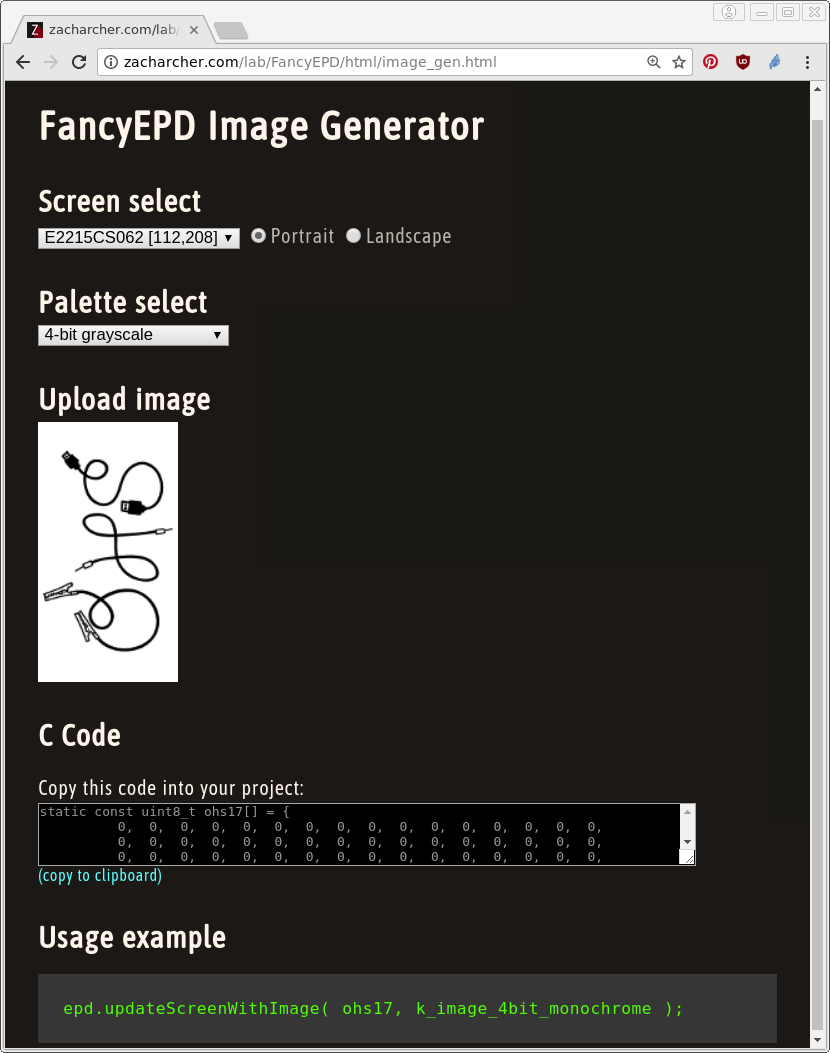 zacharcher.com/lab/
zacharcher.com/lab/FancyEPD/html/image_gen.html
FancyEPD Image Generator
Screen select
E2215CS062 [112,208] Portrait Landscape
Palette select
4-bit grayscale
Upload image
C Code
Copy this code into your project:
static const uint8_t ohs17[] = {
0, 0, 0, 0, 0, 0, 0, 0, 0, 0, 0, 0, 0, 0, 0, 0,
0, 0, 0, 0, 0, 0, 0, 0, 0, 0, 0, 0, 0, 0, 0, 0,
0, 0, 0, 0, 0, 0, 0, 0, 0, 0, 0, 0, 0, 0, 0, 0,
(copy to clipboard)
Usage example
epd.updateScreenWithImage( ohs17, k_image_4bit_monochrome );